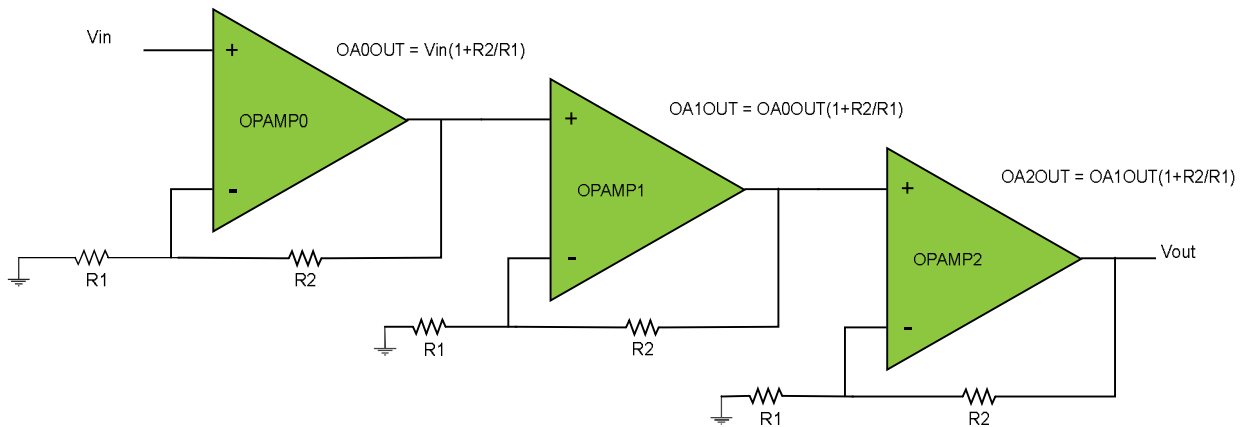 Vin
+
OA0OUT = Vin(1+R2/R1)
OPAMP0
-
R1
R2
+
OA1OUT = OA0OUT(1+R2/R1)
OPAMP1
-
R1
R2
+
OA2OUT = OA1OUT(1+R2/R1)
OPAMP2
Vout
-
R1
R2